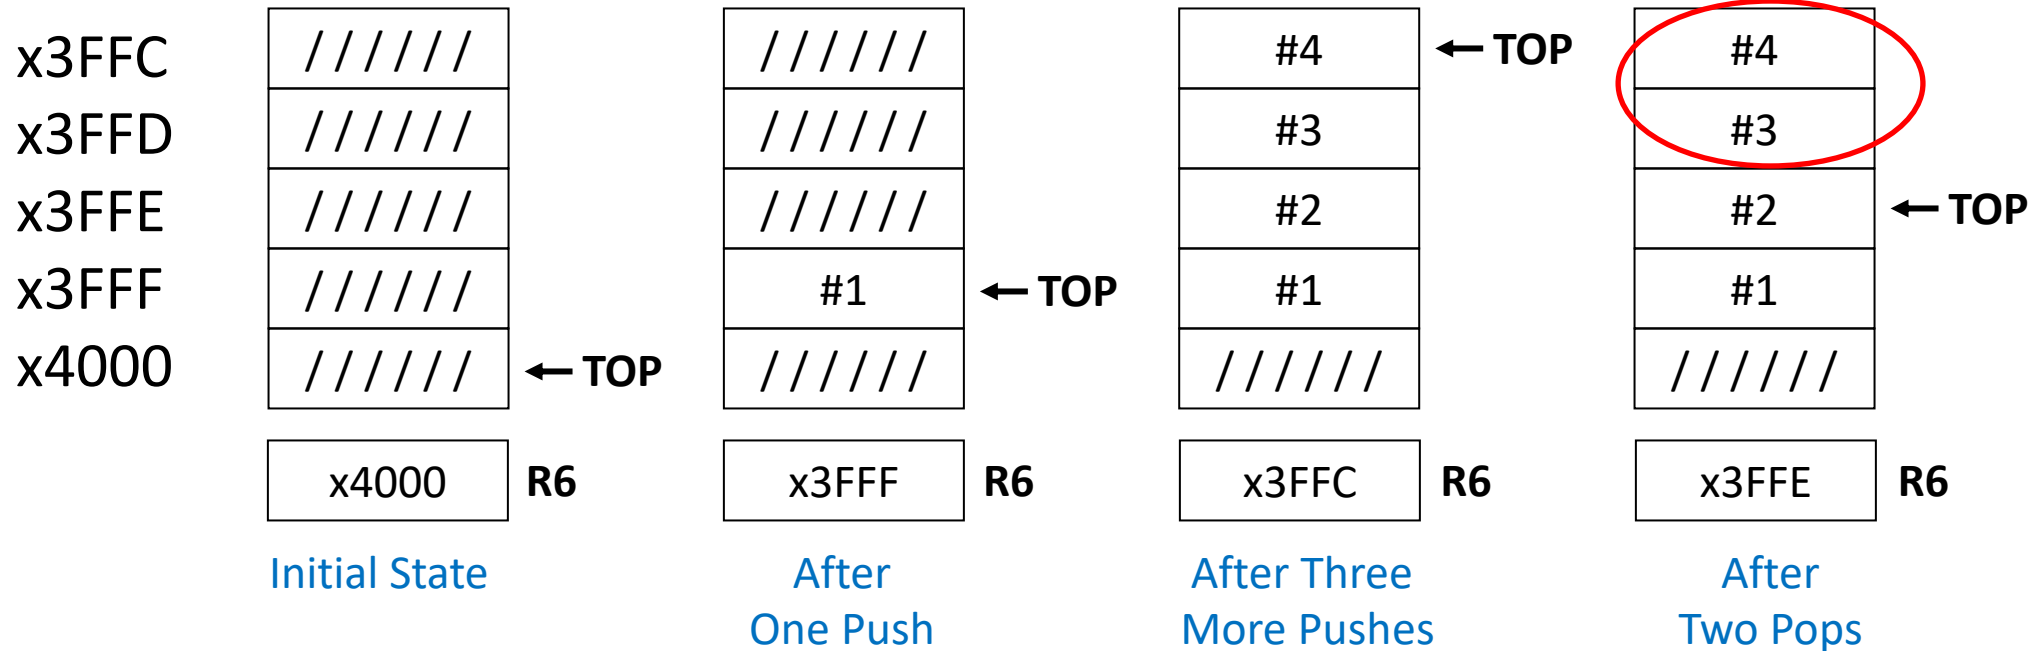 x3FFC ////// ////// #4 ← TOP #4
x3FFD ////// ////// #3 #3
x3FFE ////// ////// #2 #2 ← TOP
x3FFF ////// #1 ← TOP #1 #1
x4000 ////// ← TOP ////// ////// //////
x4000 R6 x3FFF R6 x3FFC R6 x3FFE R6
Initial State After After Three After
One Push More Pushes Two Pops